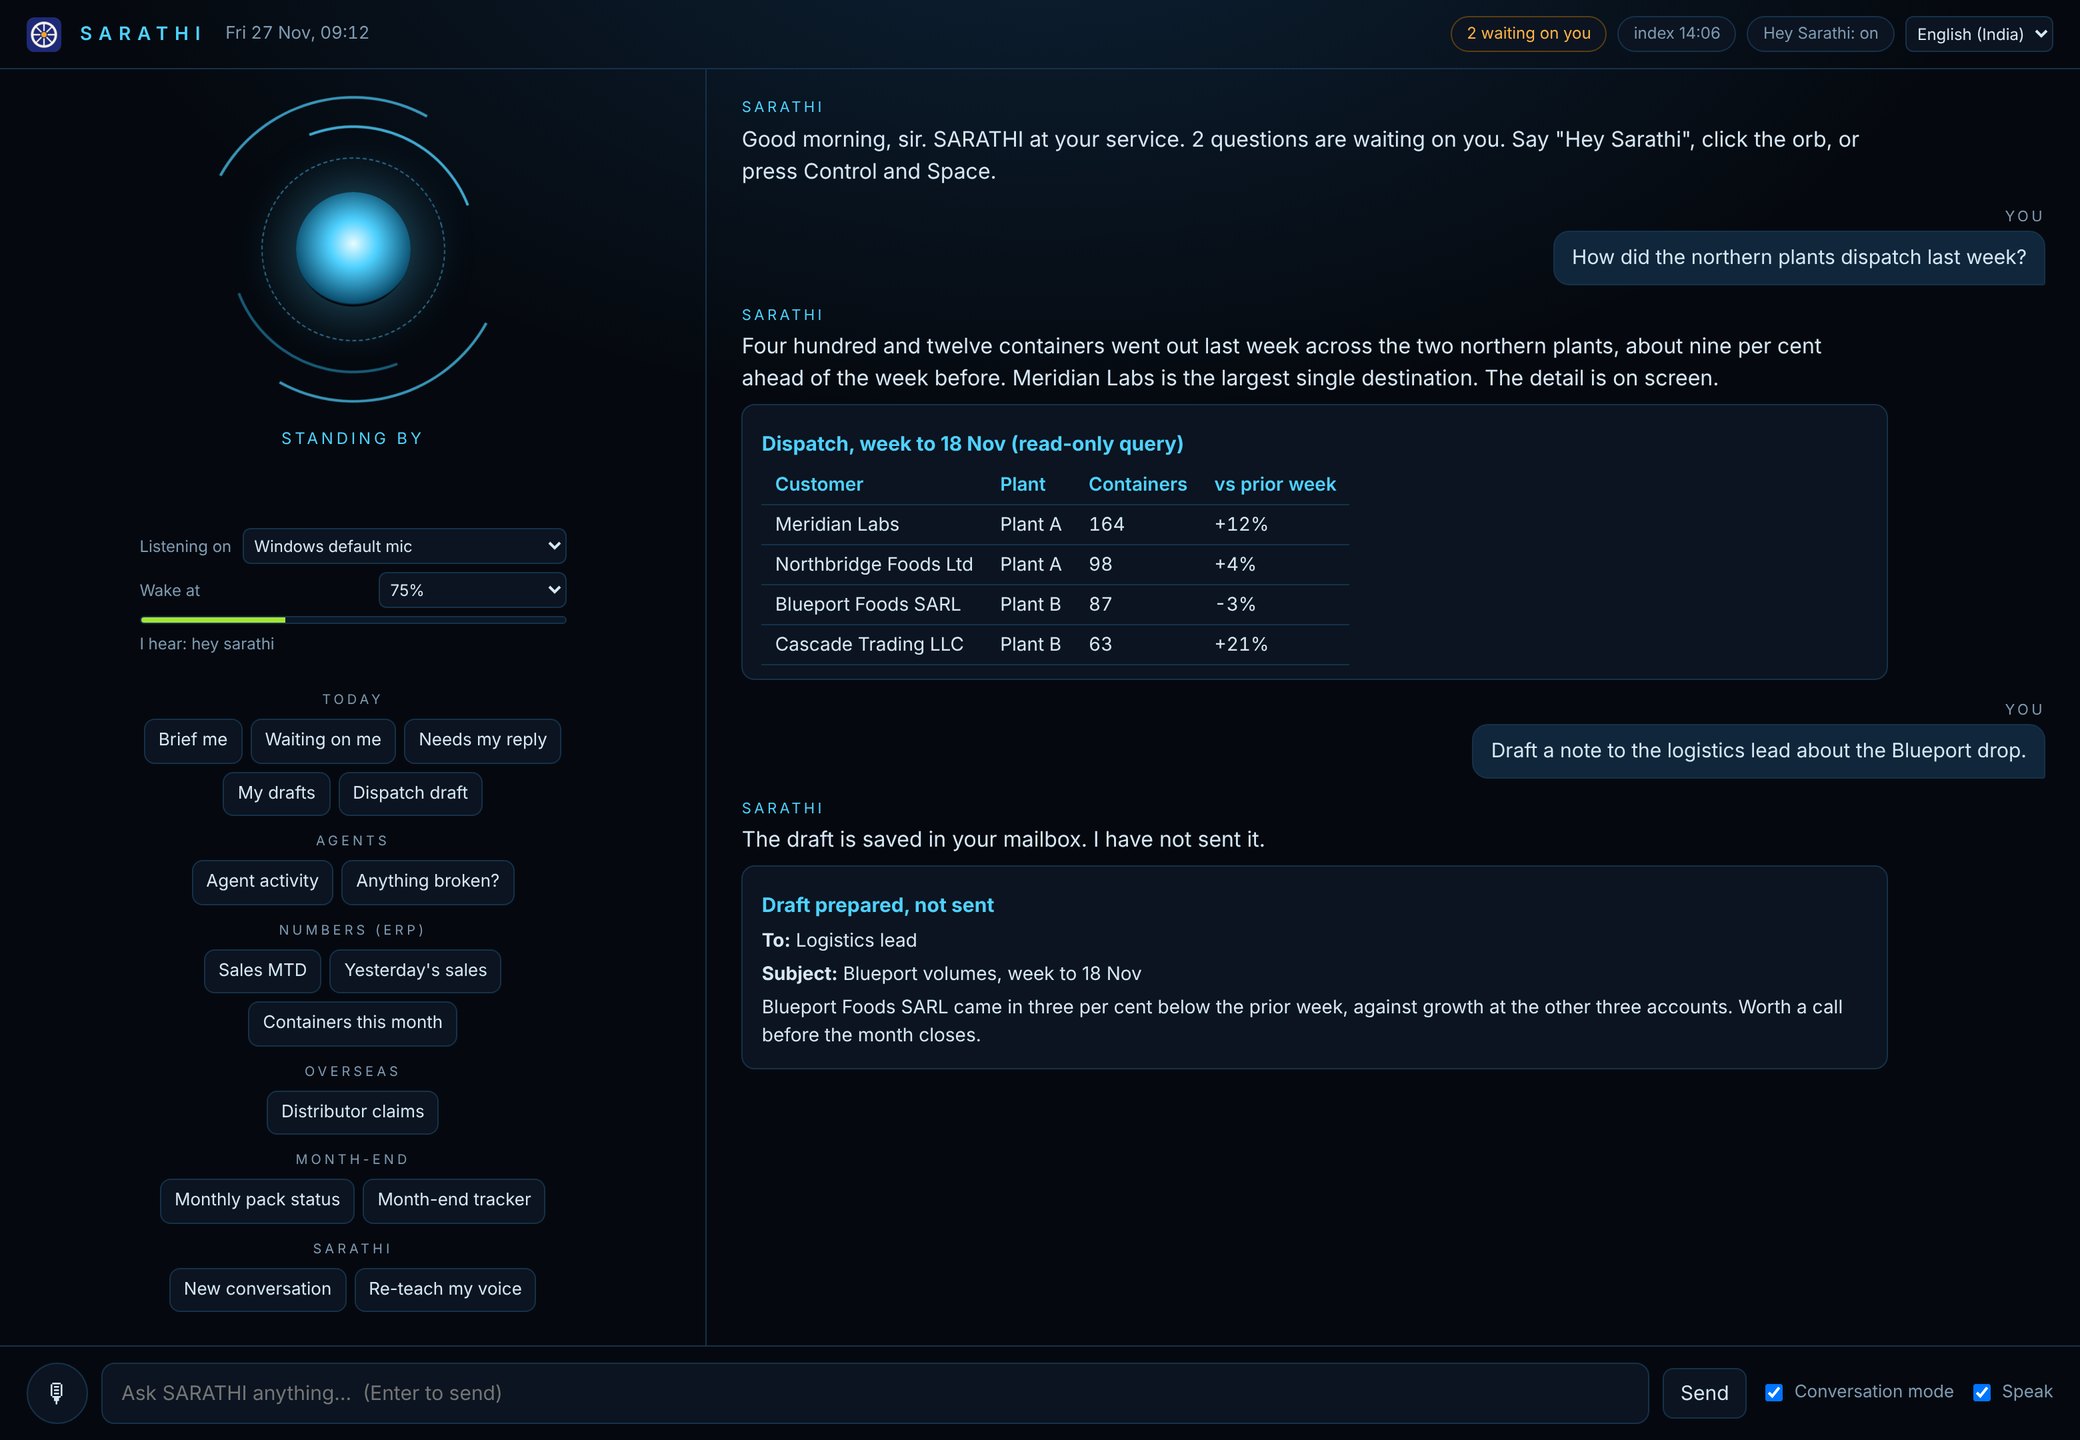 SARATHI Fri 27 Nov, 09:12
2 waiting on you index 14:06 Hey Sarathi: on English (India)
STANDING BY
Listening on Windows default mic
Wake at 75%
I hear: hey sarathi
TODAY
Brief me Waiting on me Needs my reply
My drafts Dispatch draft
AGENTS
Agent activity Anything broken?
NUMBERS (ERP)
Sales MTD Yesterday's sales
Containers this month
OVERSEAS
Distributor claims
MONTH-END
Monthly pack status Month-end tracker
SARATHI
New conversation Re-teach my voice
SARATHI
Good morning, sir. SARATHI at your service. 2 questions are waiting on you. Say "Hey Sarathi", click the orb, or
press Control and Space.
YOU
How did the northern plants dispatch last week?
SARATHI
Four hundred and twelve containers went out last week across the two northern plants, about nine per cent
ahead of the week before. Meridian Labs is the largest single destination. The detail is on screen.
Dispatch, week to 18 Nov (read-only query)
Customer Plant Containers vs prior week
Meridian Labs Plant A 164 +12%
Northbridge Foods Ltd Plant A 98 +4%
Blueport Foods SARL Plant B 87 -3%
Cascade Trading LLC Plant B 63 +21%
YOU
Draft a note to the logistics lead about the Blueport drop.
SARATHI
The draft is saved in your mailbox. I have not sent it.
Draft prepared, not sent
To: Logistics lead
Subject: Blueport volumes, week to 18 Nov
Blueport Foods SARL came in three per cent below the prior week, against growth at the other three accounts. Worth a call
before the month closes.
Ask SARATHI anything... (Enter to send)
Send Conversation mode Speak